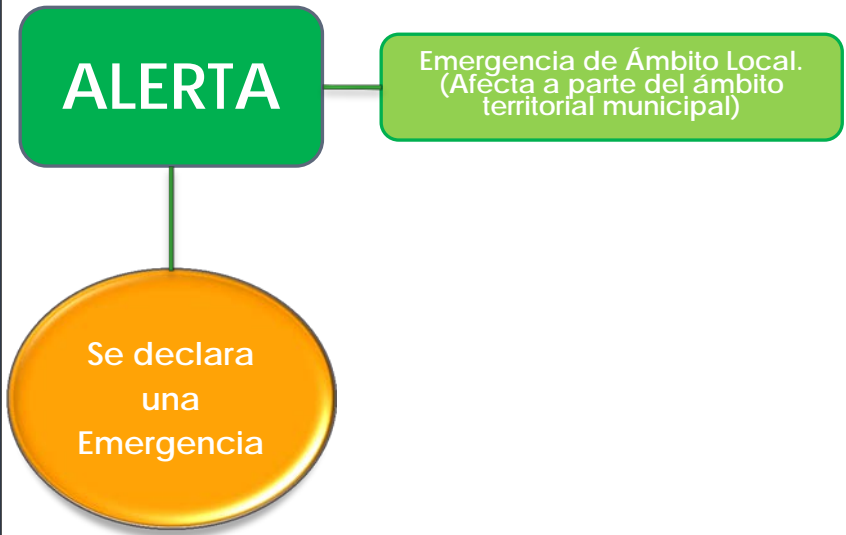 ALERTA
Emergencia de Ámbito Local.
(Afecta a parte del ámbito
territorial municipal)
Se declara
una
Emergencia